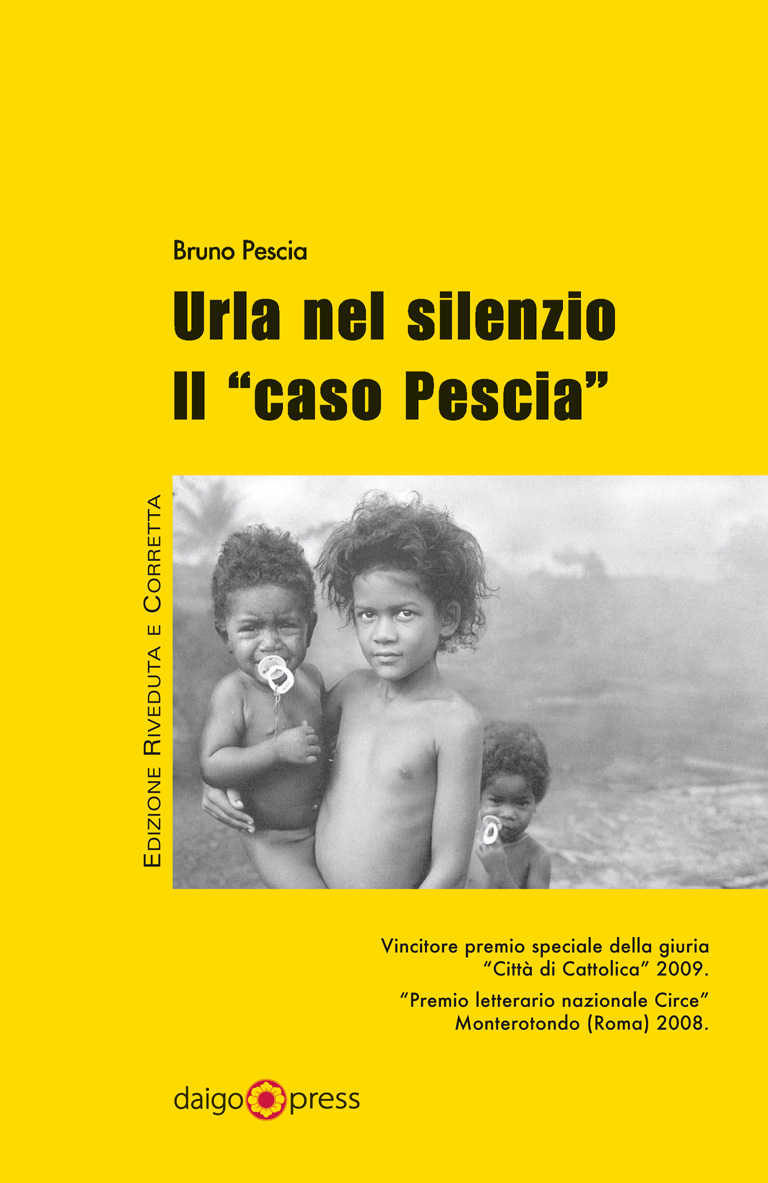 Bruno Pescia
Urla nel silenzio
Il “caso Pescia”
EDIZIONE RIVEDUTA E CORRETTA
Vincitore premio speciale della giuria
“Città di Cattolica” 2009.
“Premio letterario nazionale Circe”
Monterotondo (Roma) 2008.
daigo press